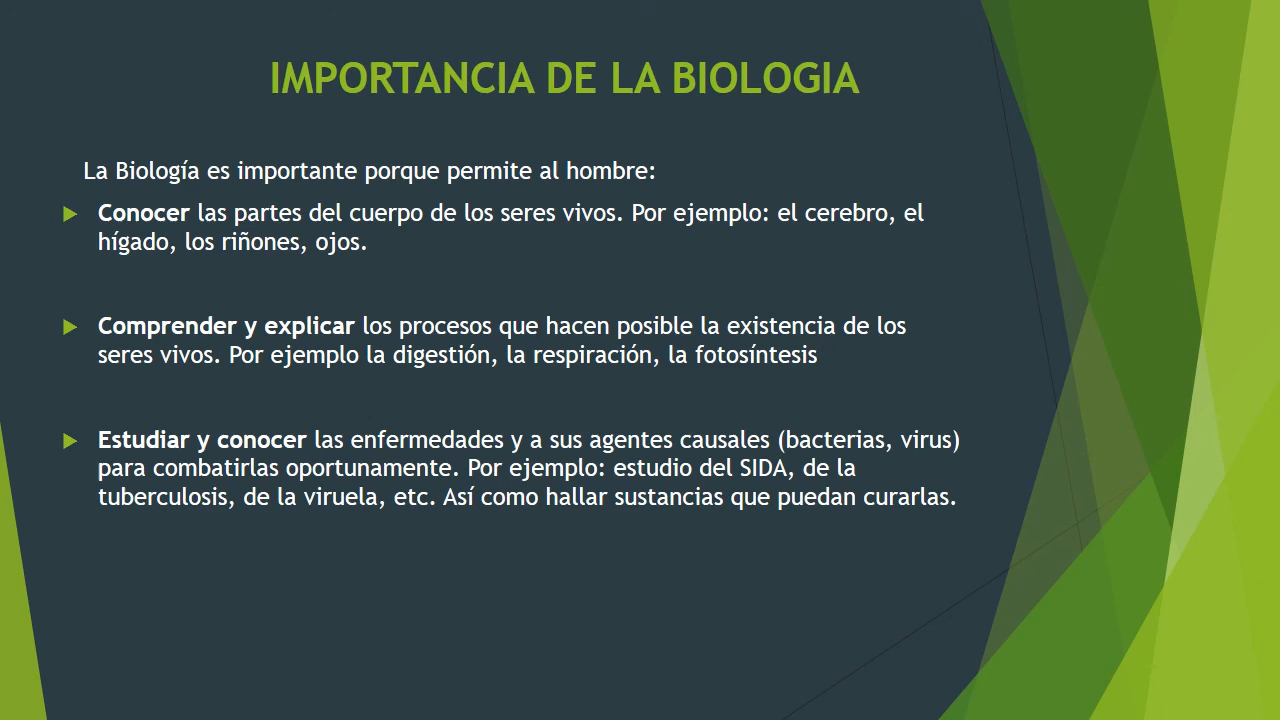 IMPORTANCIA DE LA BIOLOGIA
La Biología es importante porque permite al hombre:
Conocer las partes del cuerpo de los seres vivos. Por ejemplo: el cerebro, el
hígado, los riñones, ojos.
Comprender y explicar los procesos que hacen posible la existencia de los
seres vivos. Por ejemplo la digestión, la respiración, la fotosíntesis
Estudiar y conocer las enfermedades y a sus agentes causales (bacterias, virus)
para combatirlas oportunamente. Por ejemplo: estudio del SIDA, de la
tuberculosis, de la viruela, etc. Así como hallar sustancias que puedan curarlas.